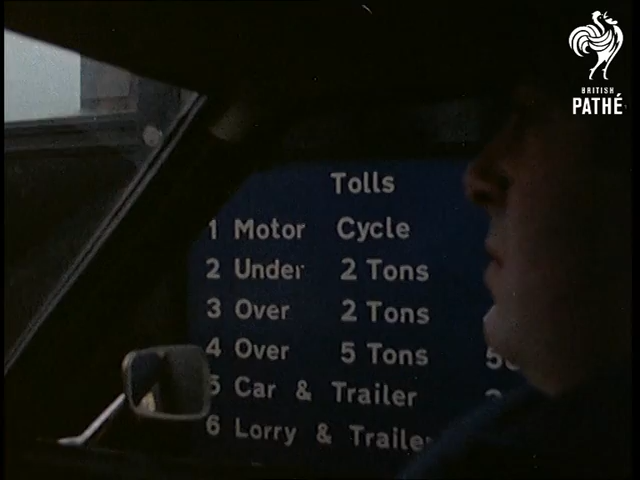 BRITISH
PATHÉ
Tolls
1 Motor Cycle
2 Under 2 Tons
3 Over 2 Tons
4 Over 5 Tons
5 Car & Trailer
6 Lorry & Trailer